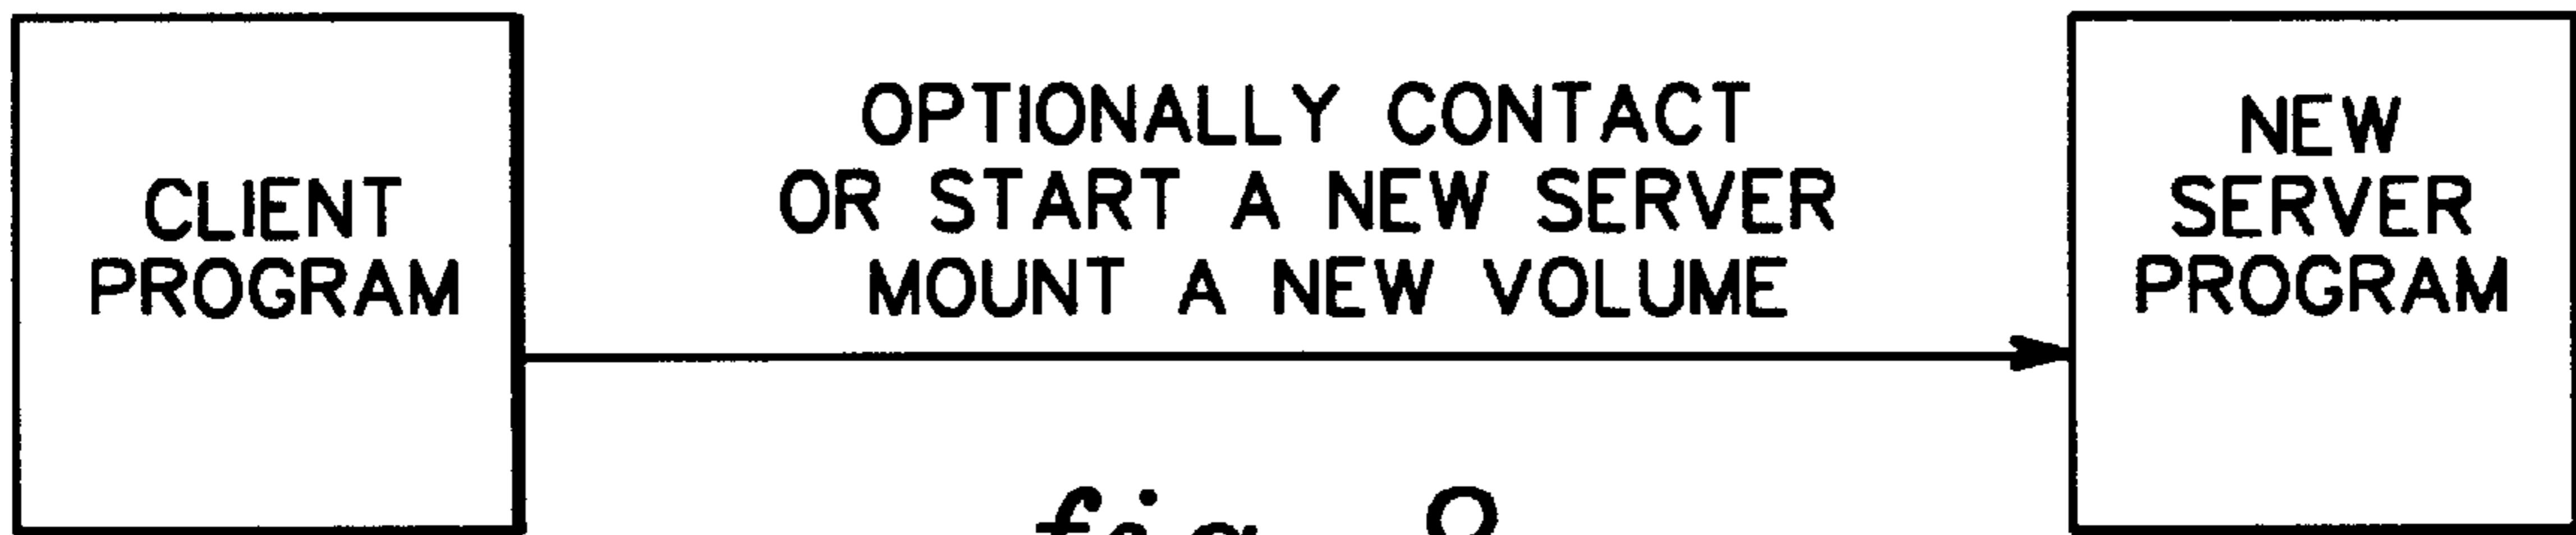 CLIENT
PROGRAM
OPTIONALLY CONTACT
OR START A NEW SERVER
MOUNT A NEW VOLUME
NEW
SERVER
PROGRAM